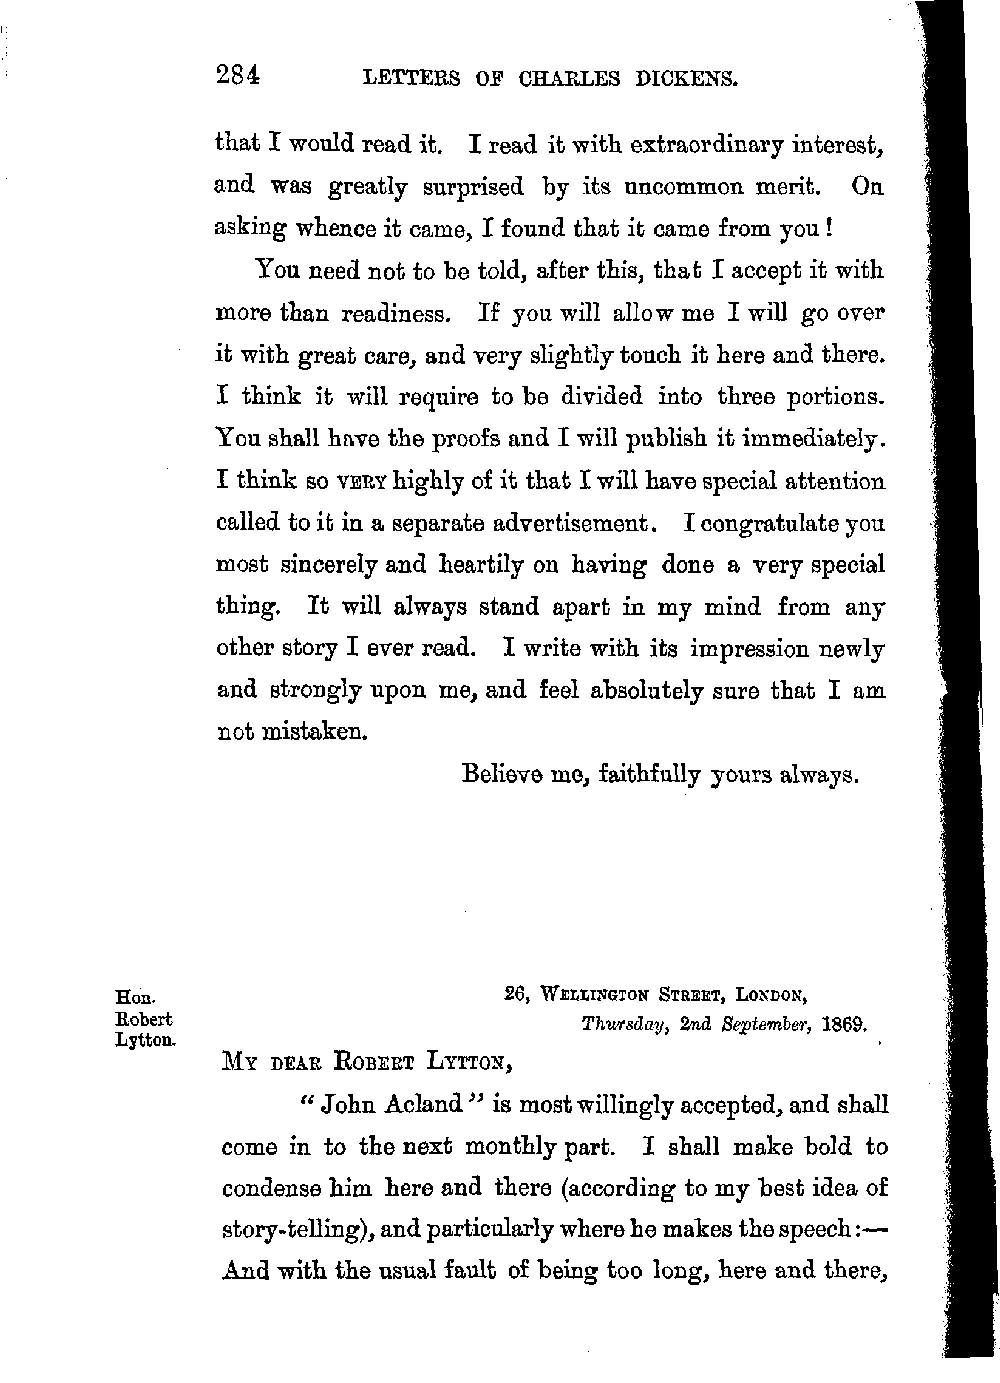 284 LETTERS OF CHARLES DICKENS.
that I would read it. I read it with extraordinary interest,
and was greatly surprised by its uncommon merit. On
asking whence it came, I found that it came from you!
You need not to be told, after this, that I accept it with
more than readiness. If you will allow me I will go over
it with great care, and very slightly touch it here and there.
I think it will require to be divided into three portions.
You shall have the proofs and I will publish it immediately.
I think so VERY highly of it that I will have special attention
called to it in a separate advertisement. I congratulate you
most sincerely and heartily on having done a very special
thing. It will always stand apart in my mind from any
other story I ever read. I write with its impression newly
and strongly upon me, and feel absolutely sure that I am
not mistaken.
Believe me, faithfully yours always.
Hon.
Robert
Lytton.
26, WELLINGTON STREET, LONDON,
Thursday, 2nd September, 1869.
MY DEAR ROBERT LYTTON,
“John Acland” is most willingly accepted, and shall
come in to the next monthly part. I shall make bold to
condense him here and there (according to my best idea of
story-telling), and particularly where he makes the speech:—
And with the usual fault of being too long, here and there,